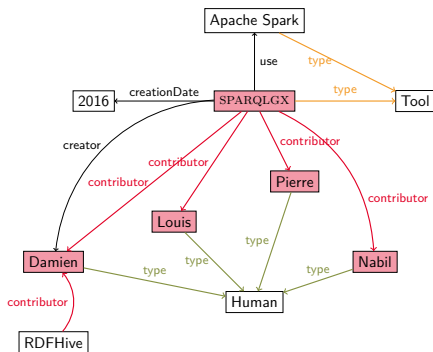 Apache Spark
use
type
creationDate
type
2016
SPARQLGX
Tool
creator
contributor
contributor
contributor
Pierre
contributor
Louis
Damien
type
type
type
type
Nabil
contributor
Human
RDFHive